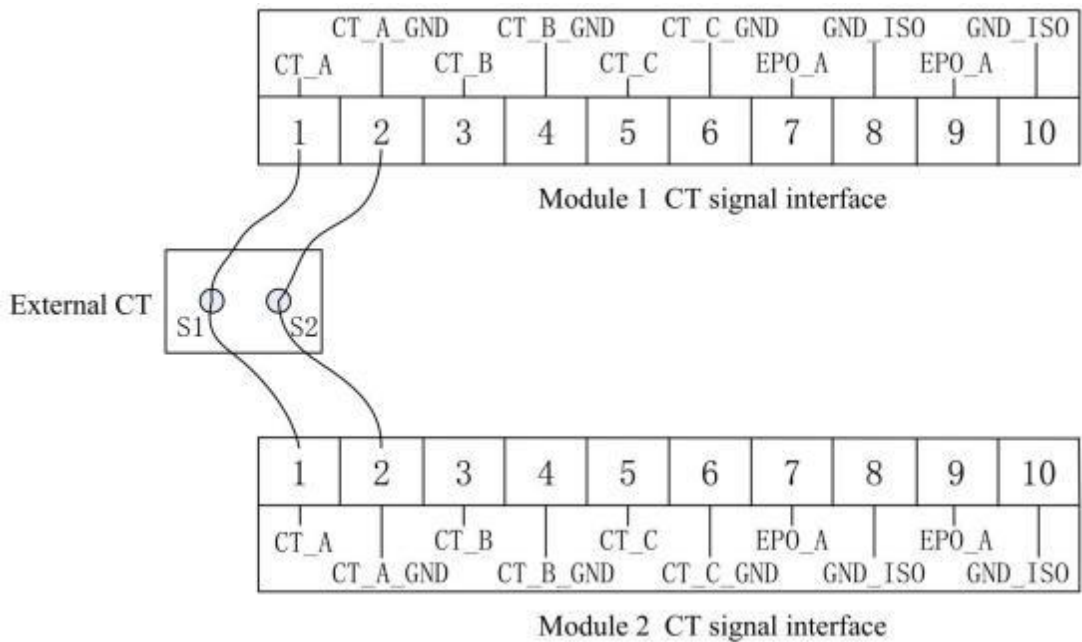 CT_A_GND CT_B_GND CT_C_GND GND_ISO GND_ISO
CT_A CT_B CT_C EPO_A EPO_A
1 2 3 4 5 6 7 8 9 10
Module 1 CT signal interface
External CT
S1 S2
1 2 3 4 5 6 7 8 9 10
CT_A CT_B CT_C EPO_A EPO_A
CT_A_GND CT_B_GND CT_C_GND GND_ISO GND_ISO
Module 2 CT signal interface